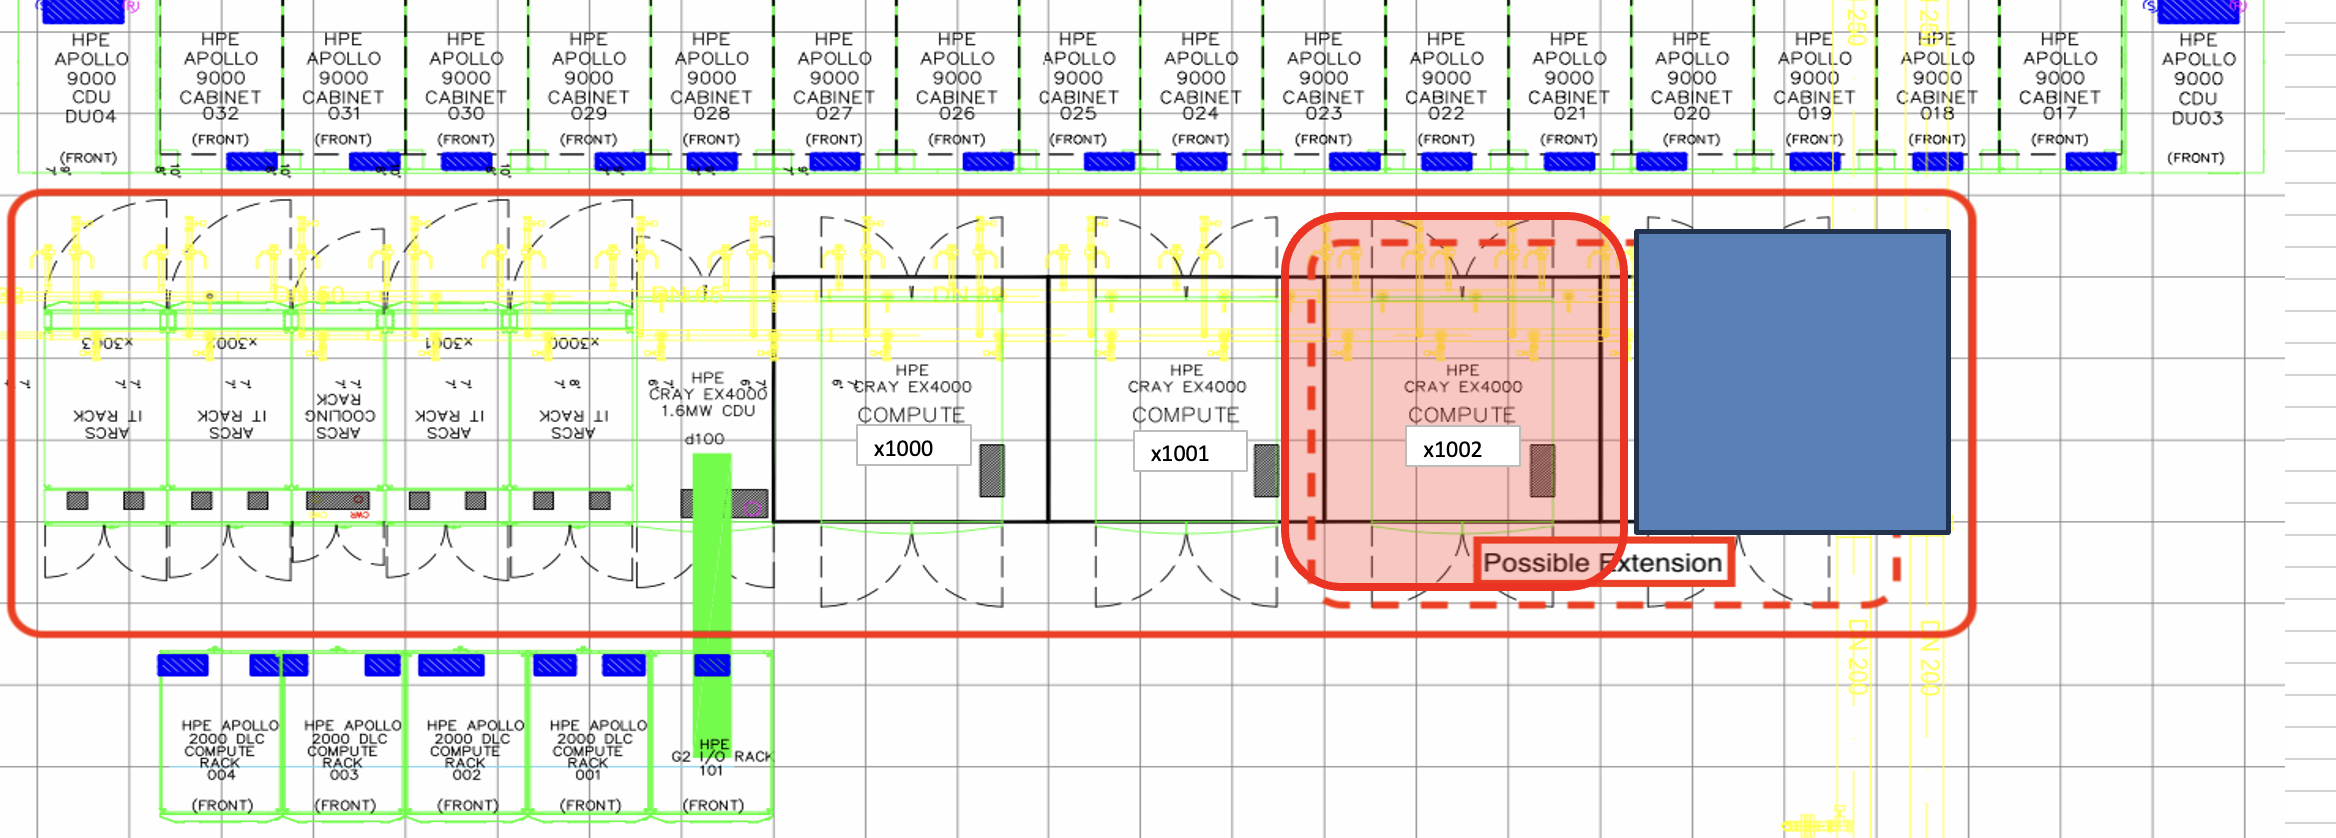 HPE
APOLLO
9000
CDU
DU04
(FRONT)
HPE
APOLLO
9000
CABINET
032
(FRONT)
HPE
APOLLO
9000
CABINET
031
(FRONT)
HPE
APOLLO
9000
CABINET
030
(FRONT)
HPE
APOLLO
9000
CABINET
029
(FRONT)
HPE
APOLLO
9000
CABINET
028
(FRONT)
HPE
APOLLO
9000
CABINET
027
(FRONT)
HPE
APOLLO
9000
CABINET
026
(FRONT)
HPE
APOLLO
9000
CABINET
025
(FRONT)
HPE
APOLLO
9000
CABINET
024
(FRONT)
HPE
APOLLO
9000
CABINET
023
(FRONT)
HPE
APOLLO
9000
CABINET
022
(FRONT)
HPE
APOLLO
9000
CABINET
021
(FRONT)
HPE
APOLLO
9000
CABINET
020
(FRONT)
HPE
APOLLO
9000
CABINET
019
(FRONT)
HPE
APOLLO
9000
CABINET
018
(FRONT)
HPE
APOLLO
9000
CABINET
017
(FRONT)
HPE
APOLLO
9000
CDU
DU03
(FRONT)
x3003
ARCS
IT RACK
x3002
ARCS
IT RACK
ARCS
COOLING
RACK
CWR
x3001
ARCS
IT RACK
x3000
ARCS
IT RACK
HPE
CRAY EX4000
1.6MW CDU
d100
HPE
CRAY EX4000
COMPUTE
x1000
HPE
CRAY EX4000
COMPUTE
x1001
HPE
CRAY EX4000
COMPUTE
x1002
Possible Extension
DN 200
DN 200
HPE APOLLO
2000 DLC
COMPUTE
RACK
004
(FRONT)
HPE APOLLO
2000 DLC
COMPUTE
RACK
003
(FRONT)
HPE APOLLO
2000 DLC
COMPUTE
RACK
002
(FRONT)
HPE APOLLO
2000 DLC
COMPUTE
RACK
001
(FRONT)
HPE
G2 I/O RACK
101
(FRONT)